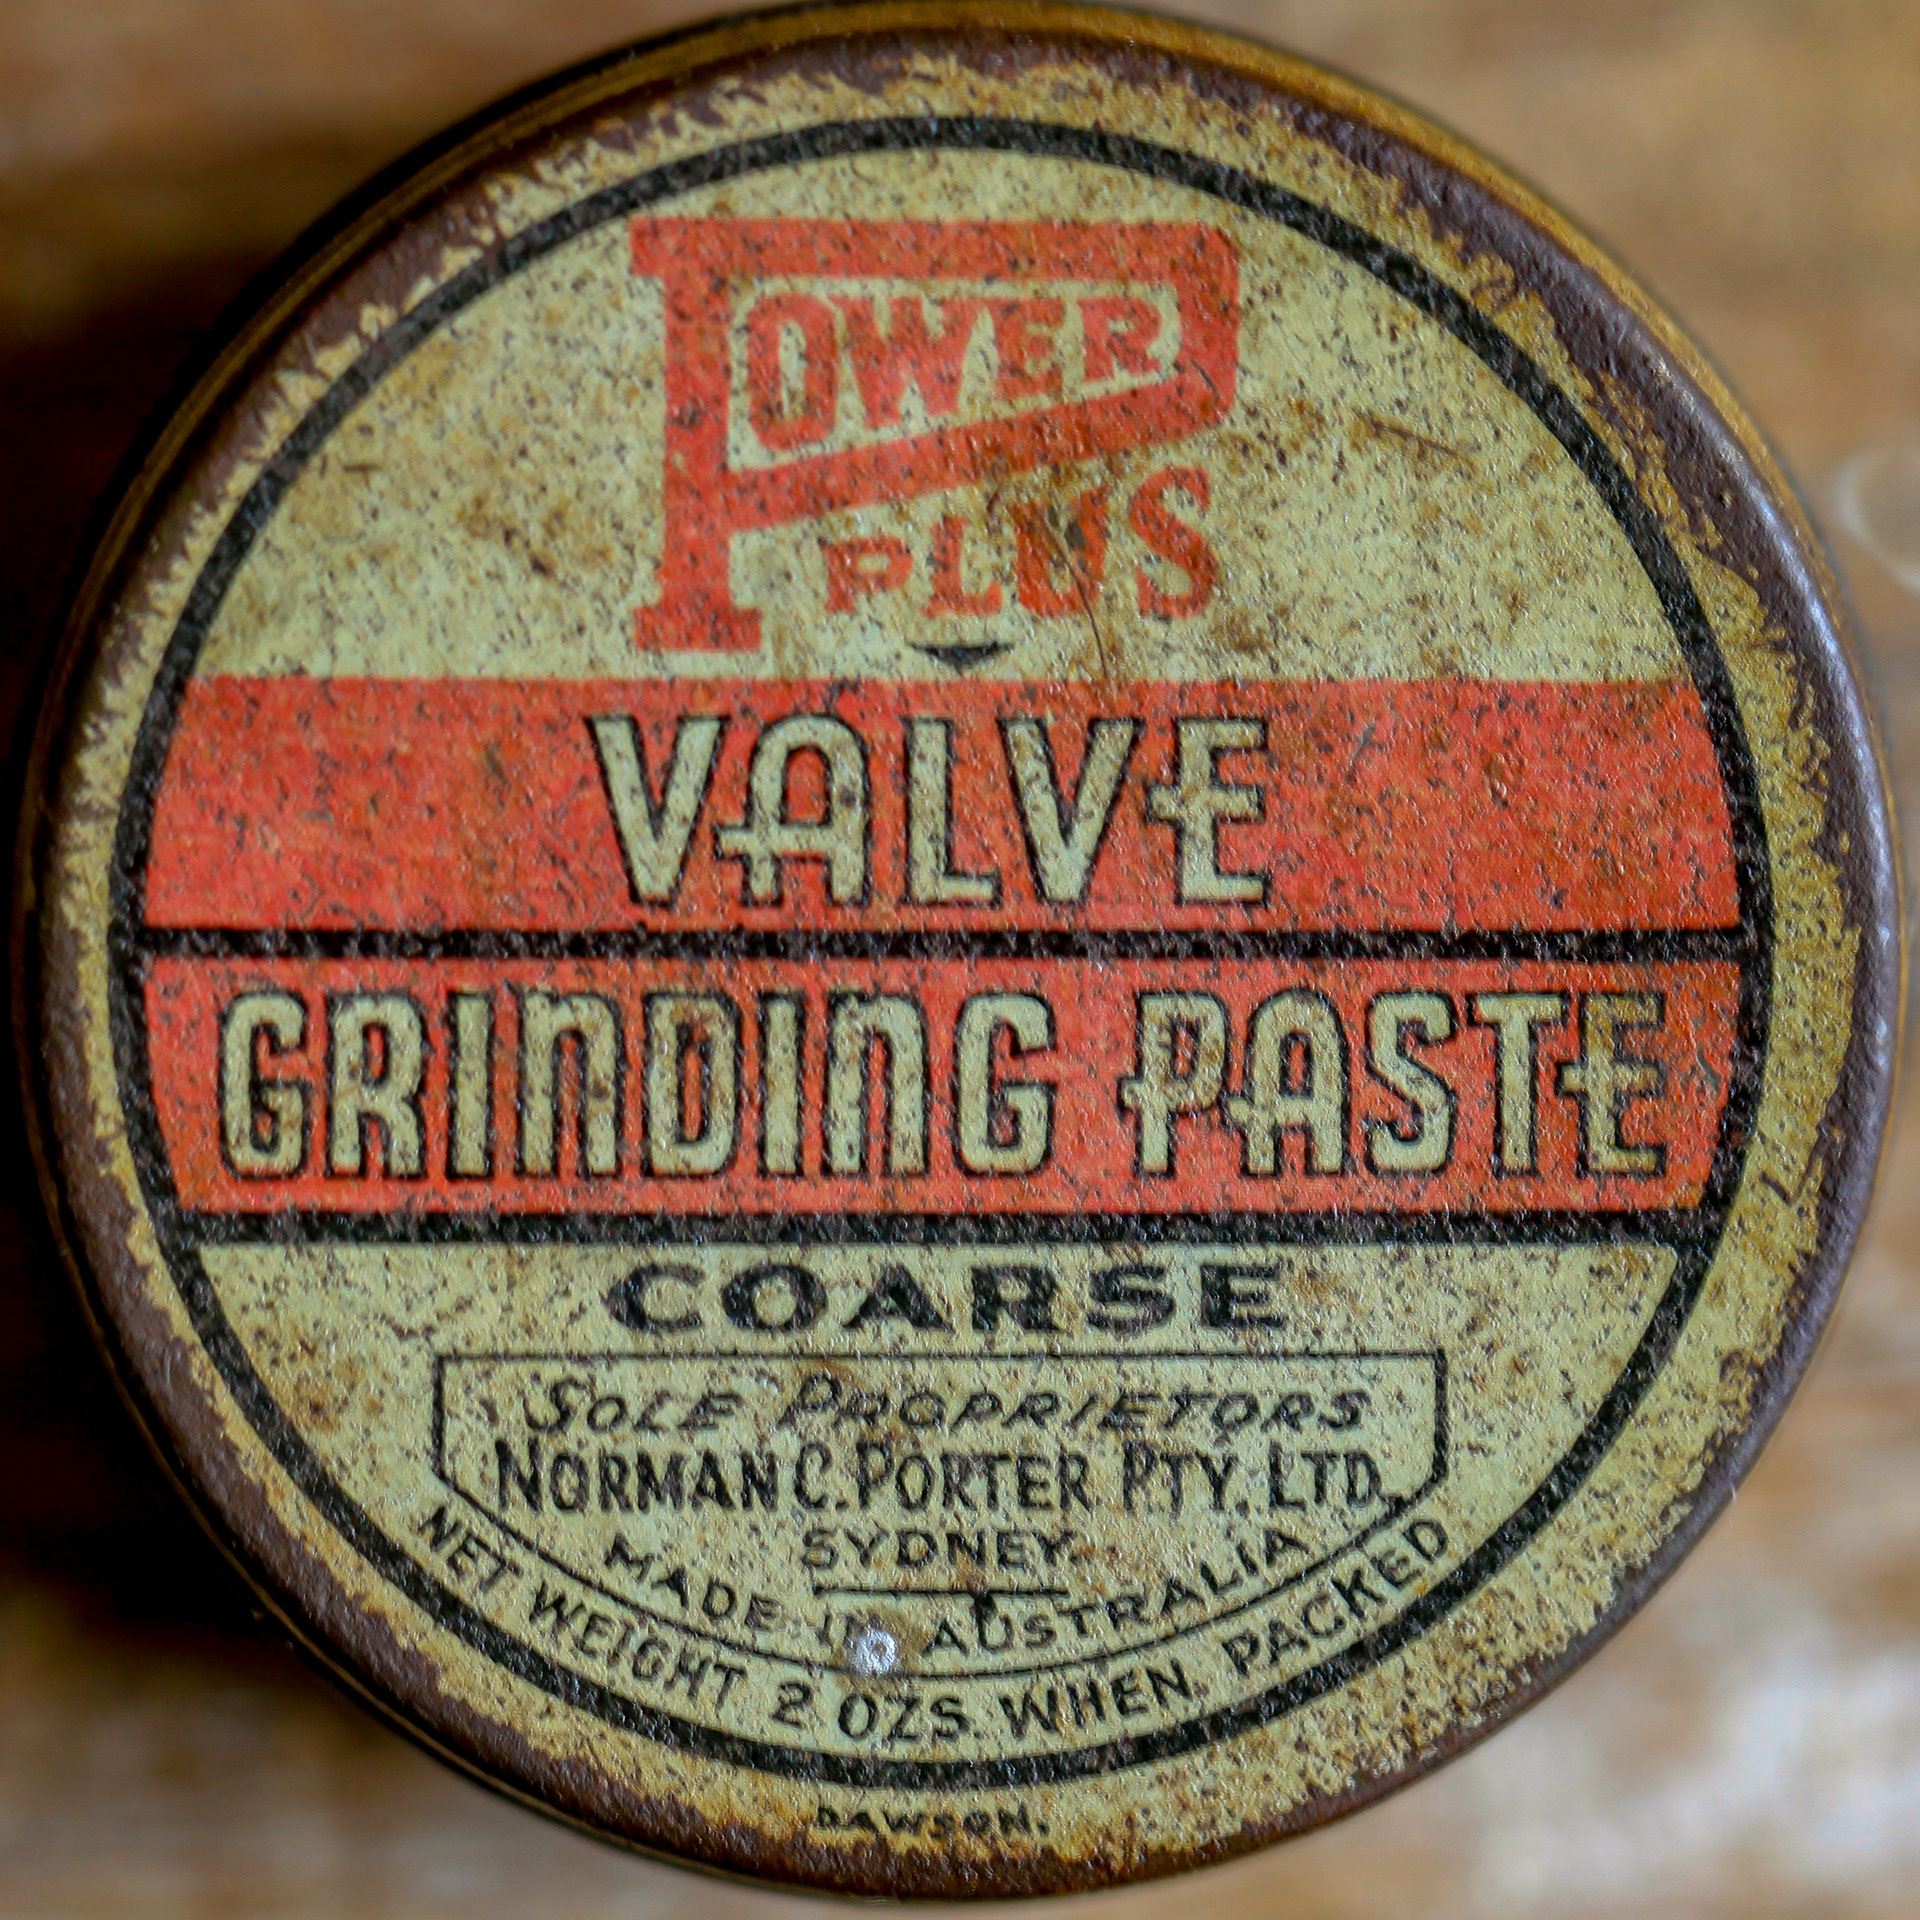 POWER
PLUS
VALVE
GRINDING PASTE
COARSE
SOLE PROPRIETORS
NORMAN C. PORTER PTY. LTD.
SYDNEY.
MADE IN AUSTRALIA
NET WEIGHT 2 OZS. WHEN PACKED
DAWSON.